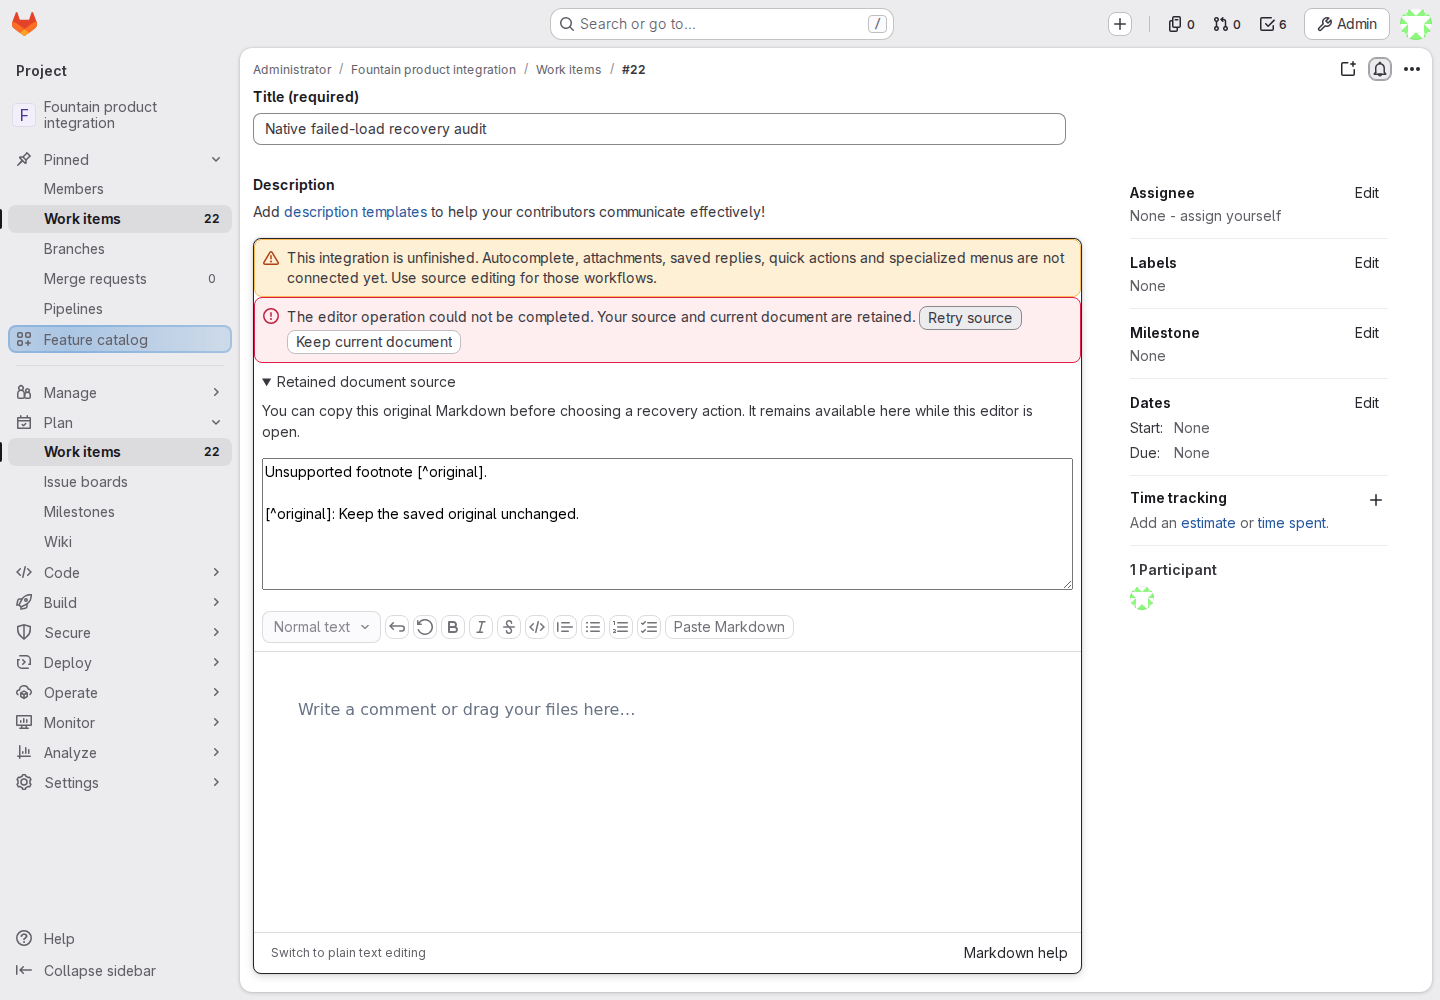 Search or go to...
/
0
0
6
Admin
Project
F
Fountain product
integration
Pinned
Members
Work items
22
Branches
Merge requests
0
Pipelines
Feature catalog
Manage
Plan
Work items
22
Issue boards
Milestones
Wiki
Code
Build
Secure
Deploy
Operate
Monitor
Analyze
Settings
Help
Collapse sidebar
Administrator / Fountain product integration / Work items / #22
Title (required)
Native failed-load recovery audit
Description
Add description templates to help your contributors communicate effectively!
This integration is unfinished. Autocomplete, attachments, saved replies, quick actions and specialized menus are not
connected yet. Use source editing for those workflows.
The editor operation could not be completed. Your source and current document are retained. Retry source
Keep current document
Retained document source
You can copy this original Markdown before choosing a recovery action. It remains available here while this editor is
open.
Unsupported footnote [^original].
[^original]: Keep the saved original unchanged.
Normal text
Paste Markdown
Write a comment or drag your files here…
Switch to plain text editing
Markdown help
Assignee
Edit
None - assign yourself
Labels
Edit
None
Milestone
Edit
None
Dates
Edit
Start: None
Due: None
Time tracking
Add an estimate or time spent.
1 Participant